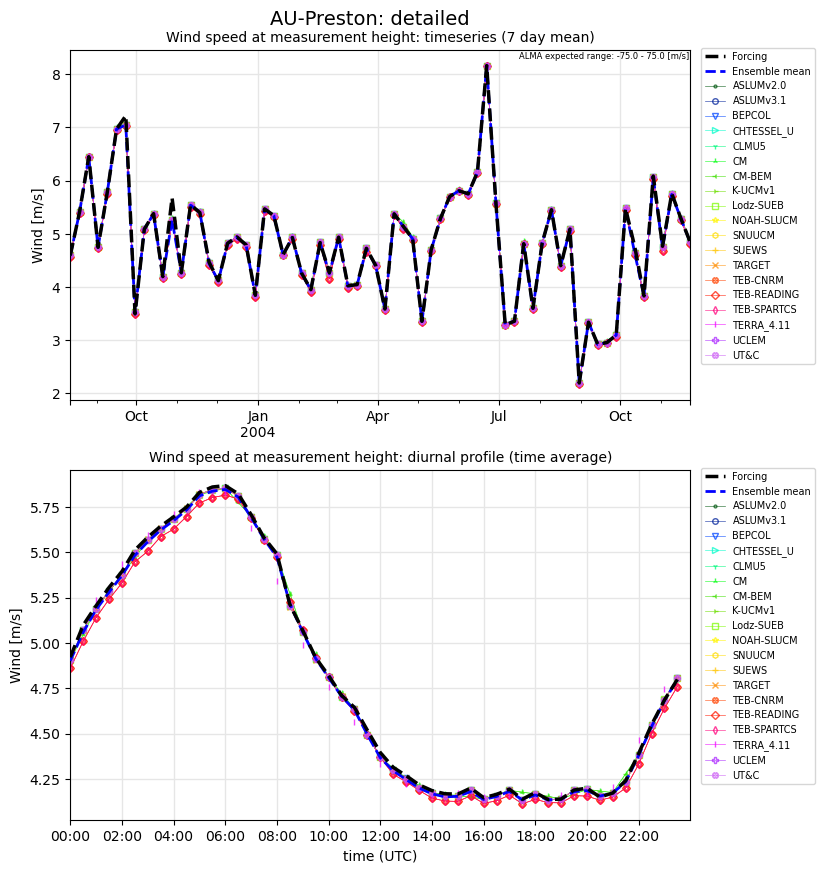 AU-Preston: detailed
Wind speed at measurement height: timeseries (7 day mean)
ALMA expected range: -75.0 - 75.0 [m/s]
8
7
6
5
4
3
2
Wind [m/s]
Oct
Jan
2004
Apr
Jul
Oct
Forcing
Ensemble mean
ASLUMv2.0
ASLUMv3.1
BEPCOL
CHTESSEL_U
CLMU5
CM
CM-BEM
K-UCMv1
Lodz-SUEB
NOAH-SLUCM
SNUUCM
SUEWS
TARGET
TEB-CNRM
TEB-READING
TEB-SPARTCS
TERRA_4.11
UCLEM
UT&C
Wind speed at measurement height: diurnal profile (time average)
5.75
5.50
5.25
5.00
4.75
4.50
4.25
Wind [m/s]
00:00
02:00
04:00
06:00
08:00
10:00
12:00
14:00
16:00
18:00
20:00
22:00
time (UTC)
Forcing
Ensemble mean
ASLUMv2.0
ASLUMv3.1
BEPCOL
CHTESSEL_U
CLMU5
CM
CM-BEM
K-UCMv1
Lodz-SUEB
NOAH-SLUCM
SNUUCM
SUEWS
TARGET
TEB-CNRM
TEB-READING
TEB-SPARTCS
TERRA_4.11
UCLEM
UT&C